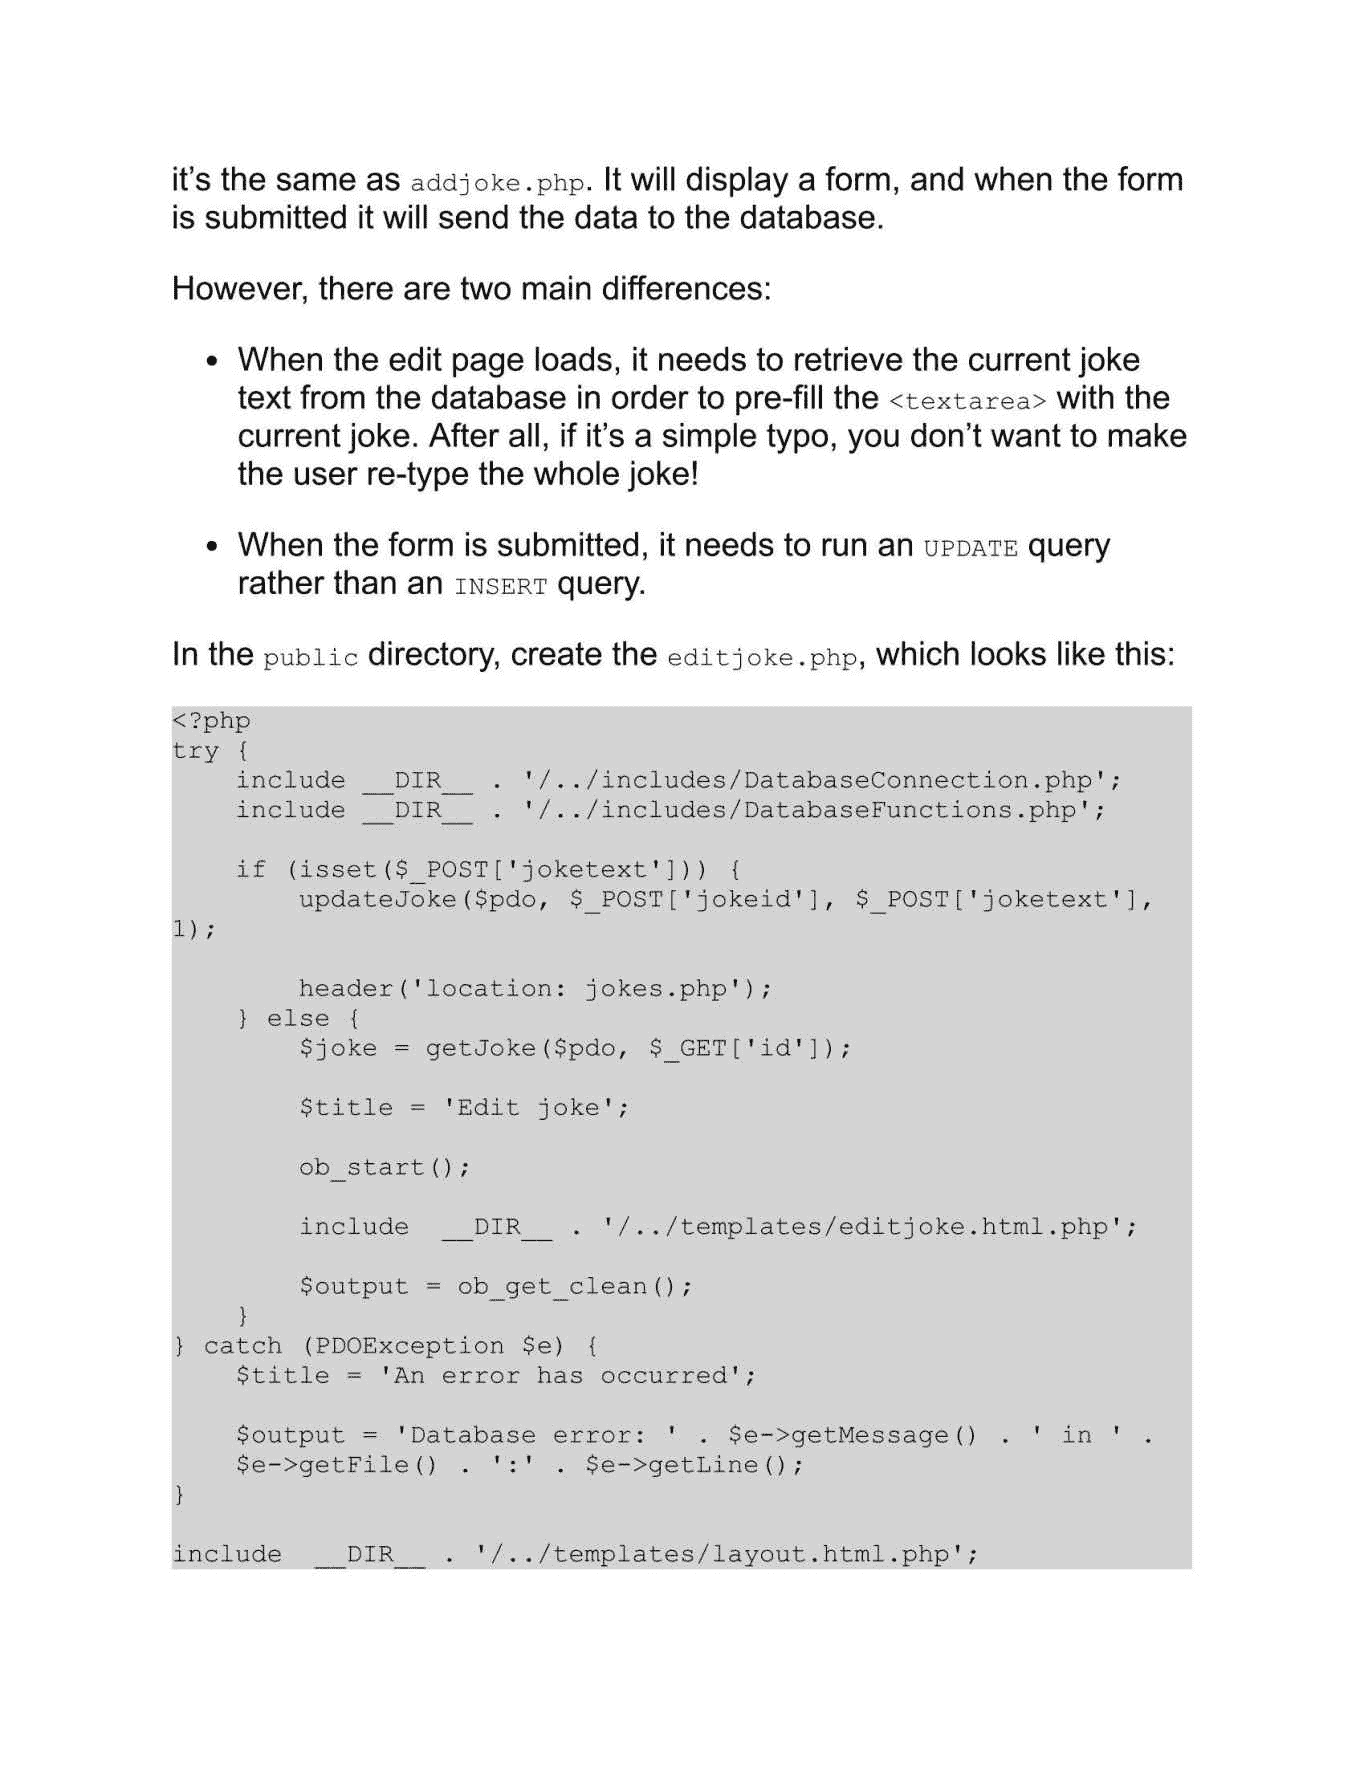 it’s the same as addjoke.php. It will display a form, and when the form
is submitted it will send the data to the database.
However, there are two main differences:
• When the edit page loads, it needs to retrieve the current joke
text from the database in order to pre-fill the <textarea> with the
current joke. After all, if it’s a simple typo, you don’t want to make
the user re-type the whole joke!
• When the form is submitted, it needs to run an UPDATE query
rather than an INSERT query.
In the public directory, create the editjoke.php, which looks like this:
<?php
try {
    include __DIR__ . '/../includes/DatabaseConnection.php';
    include __DIR__ . '/../includes/DatabaseFunctions.php';
    if (isset($_POST['joketext'])) {
        updateJoke($pdo, $_POST['jokeid'], $_POST['joketext'],
1);
        header('location: jokes.php');
    } else {
        $joke = getJoke($pdo, $_GET['id']);
        $title = 'Edit joke';
        ob_start();
        include  __DIR__ . '/../templates/editjoke.html.php';
        $output = ob_get_clean();
    }
} catch (PDOException $e) {
    $title = 'An error has occurred';
    $output = 'Database error: ' . $e->getMessage() . ' in ' .
    $e->getFile() . ':' . $e->getLine();
}
include  __DIR__ . '/../templates/layout.html.php';